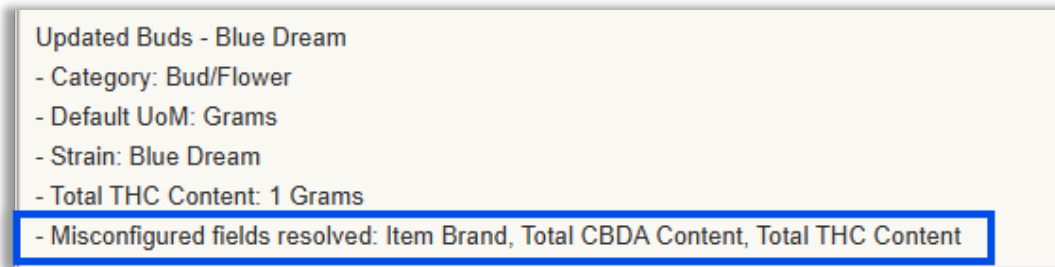 Updated Buds - Blue Dream
- Category: Bud/Flower
- Default UoM: Grams
- Strain: Blue Dream
- Total THC Content: 1 Grams
- Misconfigured fields resolved: Item Brand, Total CBDA Content, Total THC Content